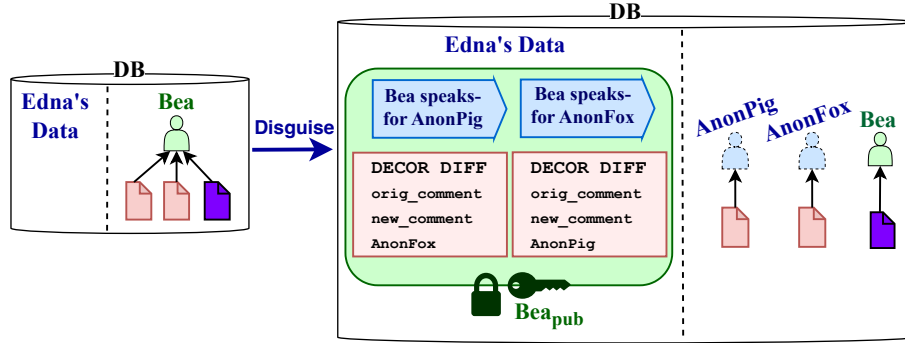 DB
Edna's
Data
Bea
Disguise
DB
Edna's Data
Bea speaks-
for AnonPig
Bea speaks-
for AnonFox
DECOR DIFF
orig_comment
new_comment
AnonFox
DECOR DIFF
orig_comment
new_comment
AnonPig
Bea_pub
AnonPig
AnonFox
Bea